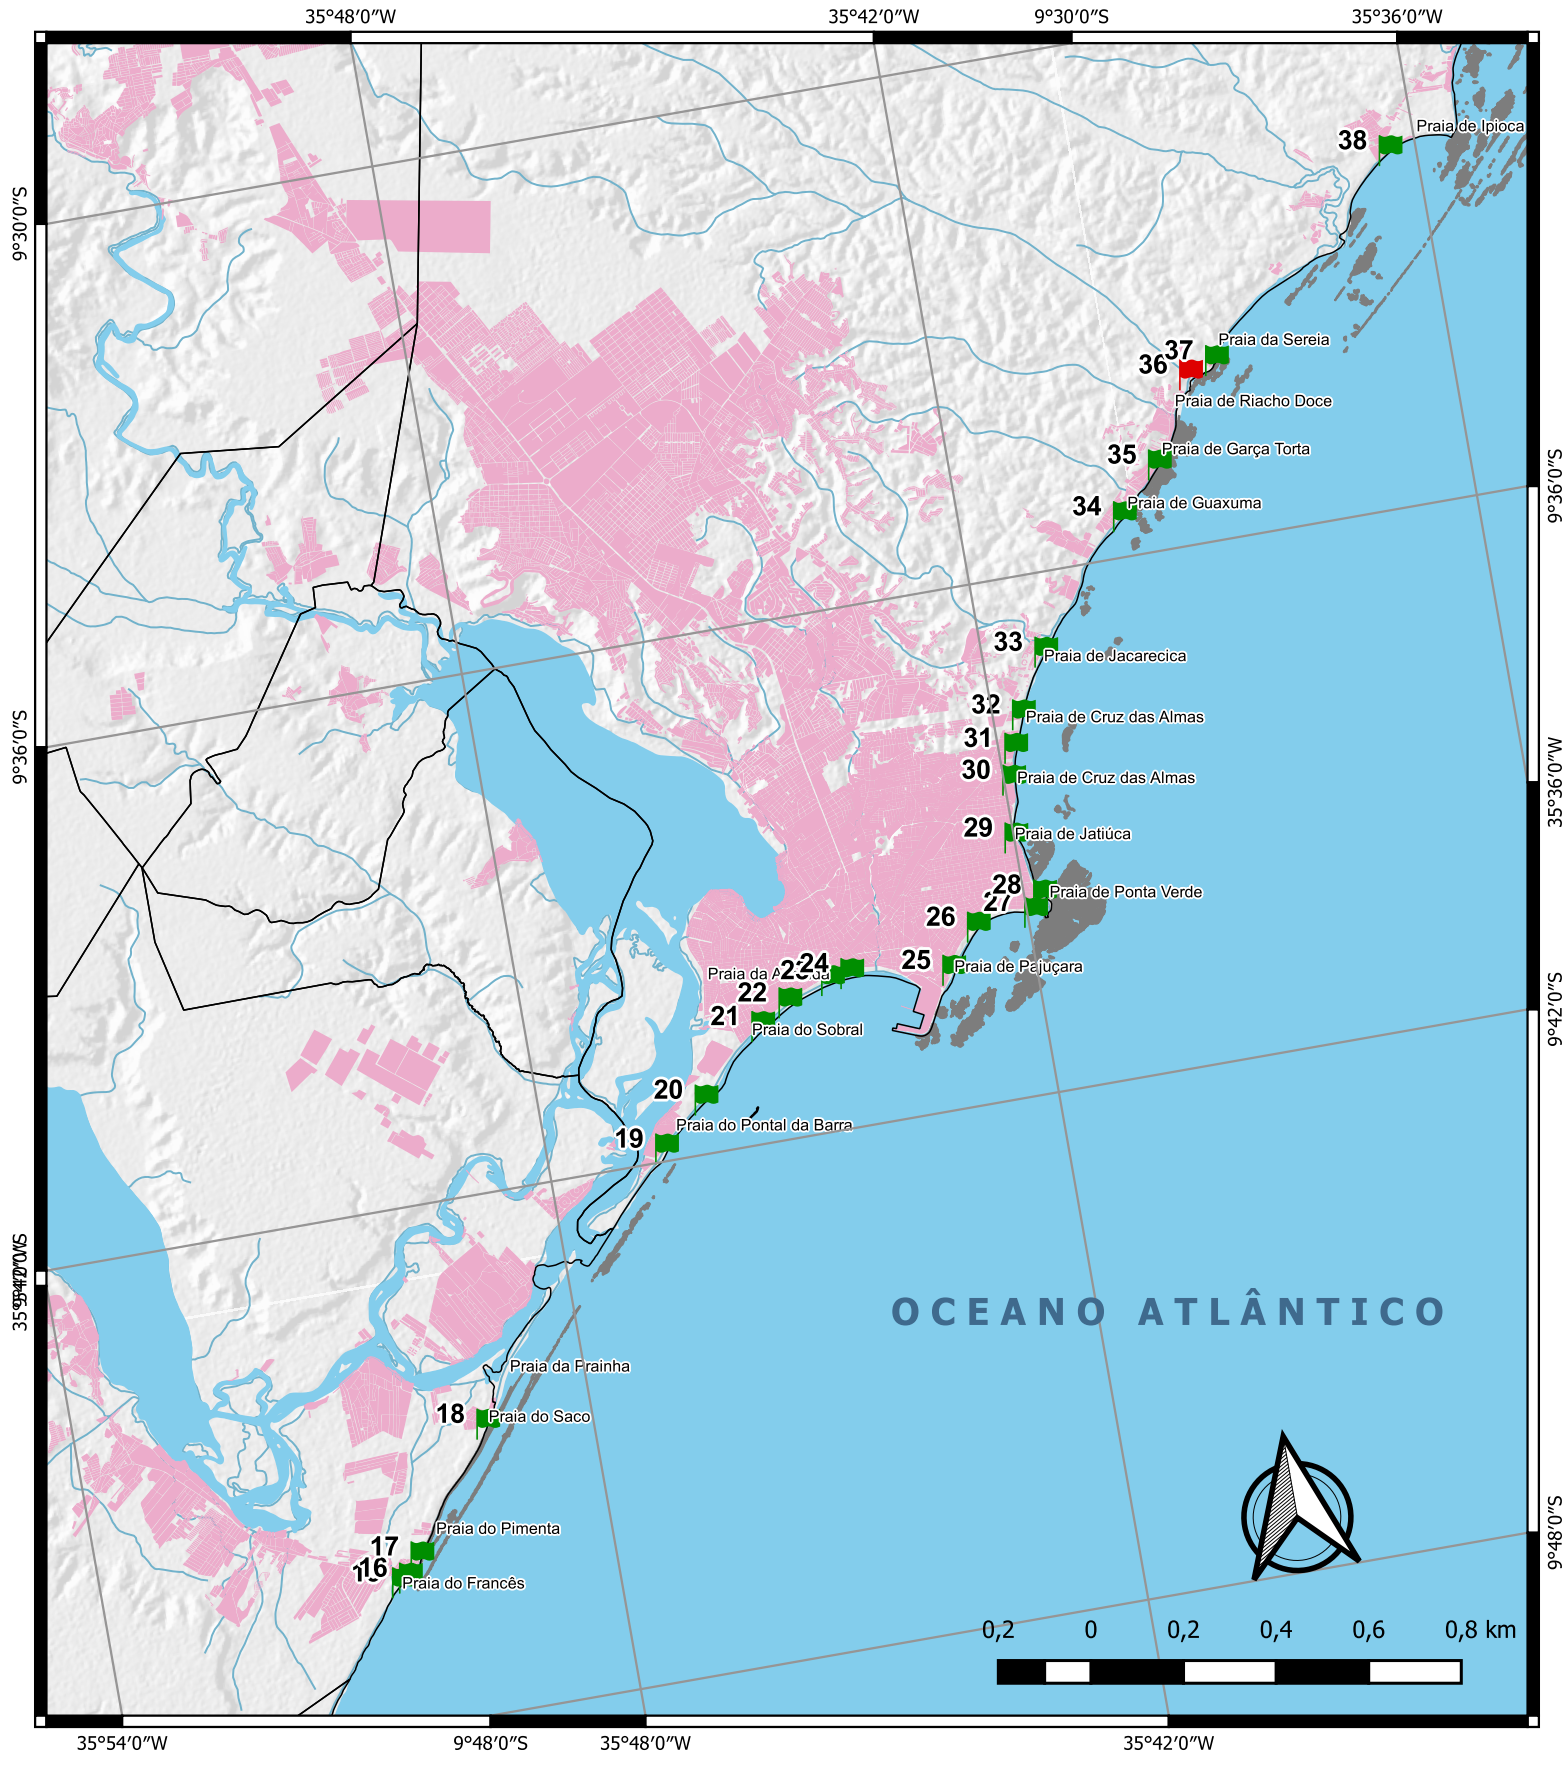 35°48′0″W
35°42′0″W
9°30′0″S
35°36′0″W
Praia de Ipioca
38
9°30′0″S
Praia da Sereia
37
36
Praia de Riacho Doce
Praia de Garça Torta
35
9°36′0″S
Praia de Guaxuma
34
33
Praia de Jacarecica
32
Praia de Cruz das Almas
31
9°36′0″S
30
Praia de Cruz das Almas
35°36′0″W
29
Praia de Jatiúca
28
Praia de Ponta Verde
27
26
25
Praia de Pajuçara
24
23
Praia da
22
21
Praia do Sobral
9°42′0″S
20
Praia do Pontal da Barra
19
OCEANO ATLÂNTICO
Praia da Prainha
18
Praia do Saco
Praia do Pimenta
17
16
Praia do Francês
9°48′0″S
0,2 0 0,2 0,4 0,6 0,8 km
35°54′0″W
9°48′0″S
35°48′0″W
35°42′0″W